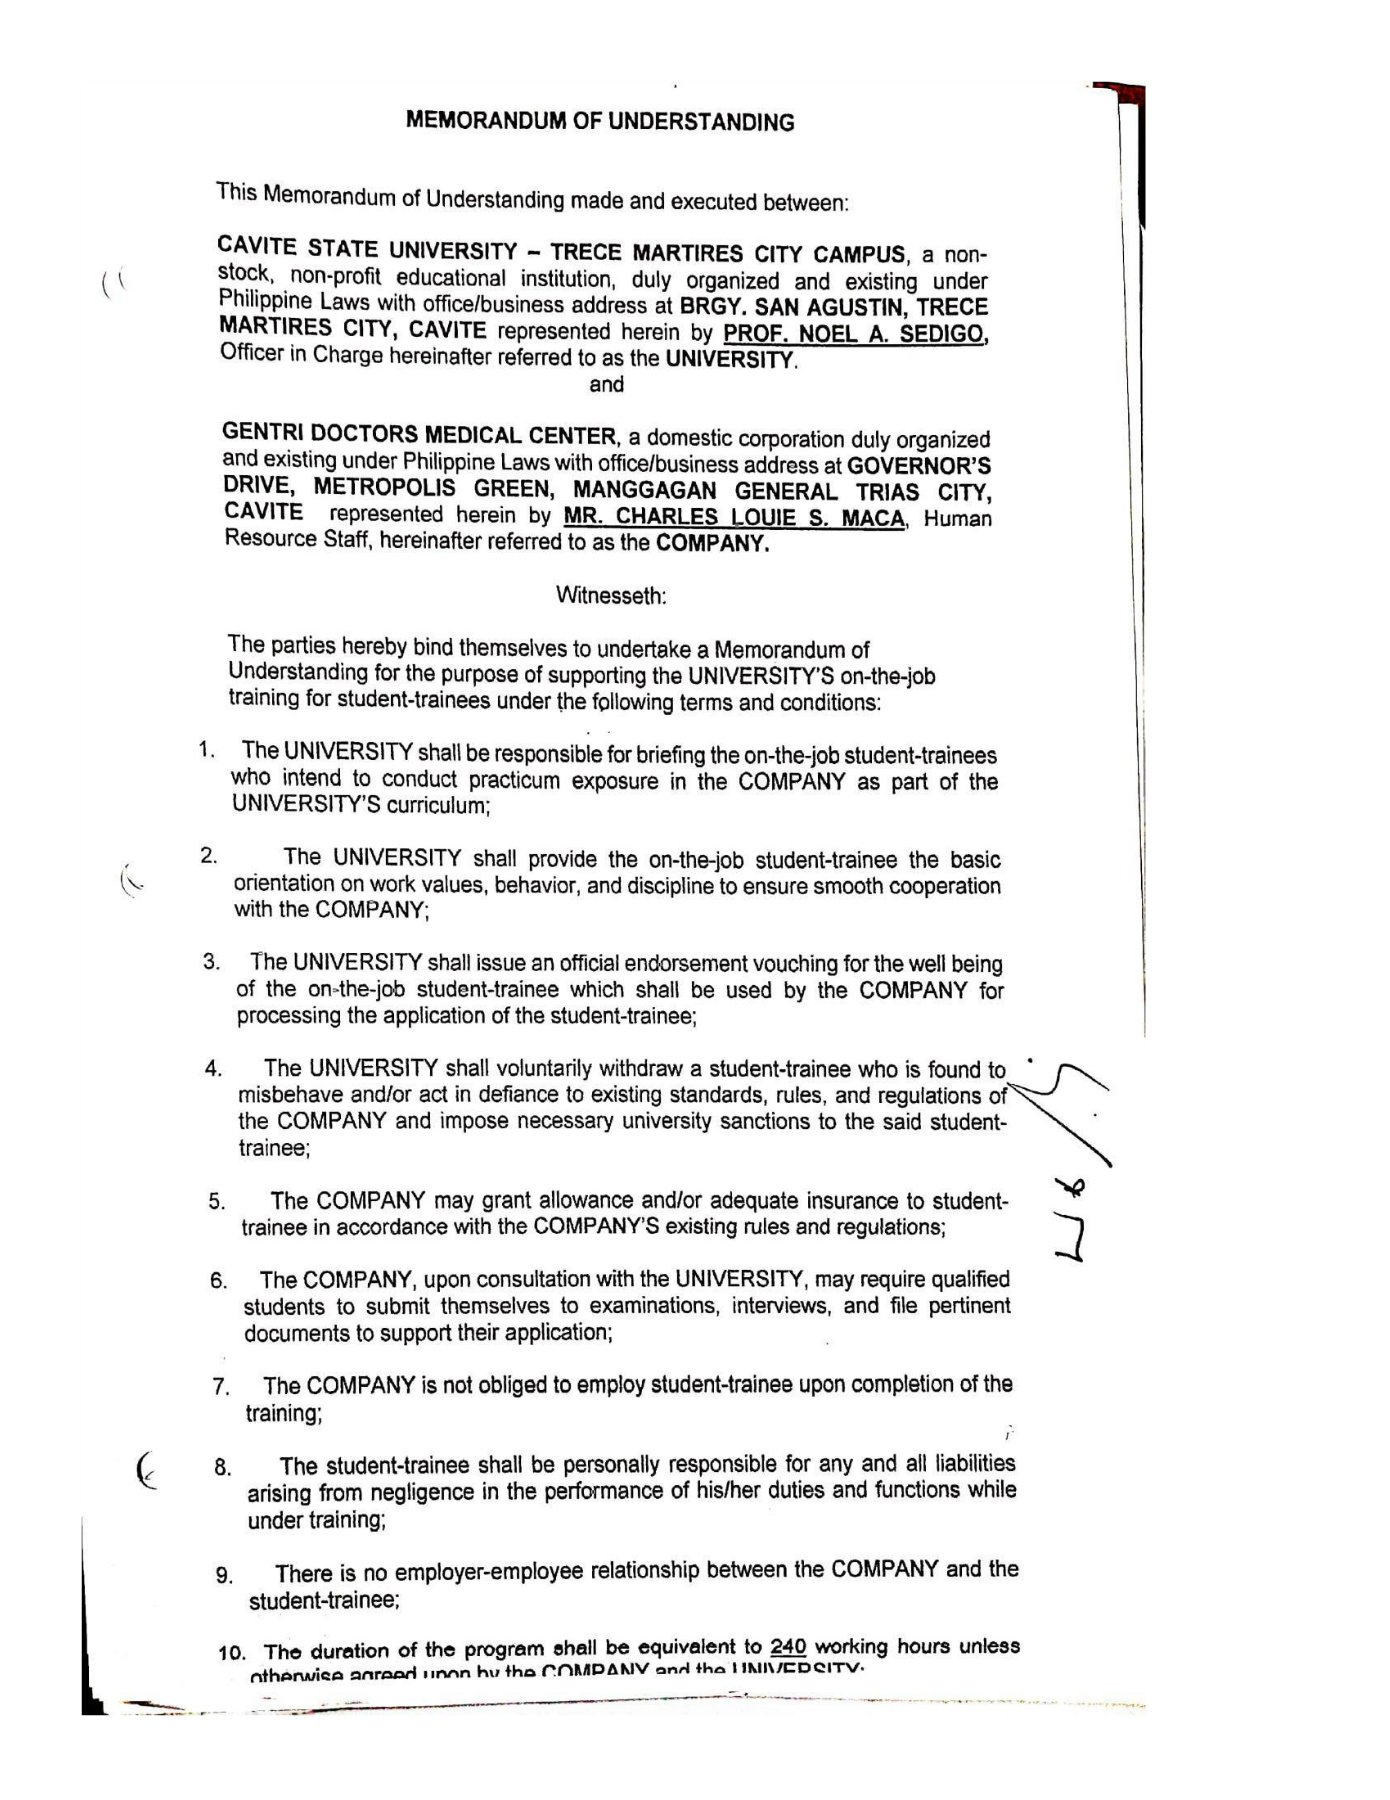 MEMORANDUM OF UNDERSTANDING
This Memorandum of Understanding made and executed between:
CAVITE STATE UNIVERSITY – TRECE MARTIRES CITY CAMPUS, a non-
stock, non-profit educational institution, duly organized and existing under
Philippine Laws with office/business address at BRGY. SAN AGUSTIN, TRECE
MARTIRES CITY, CAVITE represented herein by PROF. NOEL A. SEDIGO,
Officer in Charge hereinafter referred to as the UNIVERSITY.
and
GENTRI DOCTORS MEDICAL CENTER, a domestic corporation duly organized
and existing under Philippine Laws with office/business address at GOVERNOR'S
DRIVE, METROPOLIS GREEN, MANGGAGAN GENERAL TRIAS CITY,
CAVITE represented herein by MR. CHARLES LOUIE S. MACA, Human
Resource Staff, hereinafter referred to as the COMPANY.
Witnesseth:
The parties hereby bind themselves to undertake a Memorandum of
Understanding for the purpose of supporting the UNIVERSITY'S on-the-job
training for student-trainees under the following terms and conditions:
1. The UNIVERSITY shall be responsible for briefing the on-the-job student-trainees
who intend to conduct practicum exposure in the COMPANY as part of the
UNIVERSITY'S curriculum;
2. The UNIVERSITY shall provide the on-the-job student-trainee the basic
orientation on work values, behavior, and discipline to ensure smooth cooperation
with the COMPANY;
3. The UNIVERSITY shall issue an official endorsement vouching for the well being
of the on-the-job student-trainee which shall be used by the COMPANY for
processing the application of the student-trainee;
4. The UNIVERSITY shall voluntarily withdraw a student-trainee who is found to
misbehave and/or act in defiance to existing standards, rules, and regulations of
the COMPANY and impose necessary university sanctions to the said student-
trainee;
5. The COMPANY may grant allowance and/or adequate insurance to student-
trainee in accordance with the COMPANY'S existing rules and regulations;
6. The COMPANY, upon consultation with the UNIVERSITY, may require qualified
students to submit themselves to examinations, interviews, and file pertinent
documents to support their application;
7. The COMPANY is not obliged to employ student-trainee upon completion of the
training;
8. The student-trainee shall be personally responsible for any and all liabilities
arising from negligence in the performance of his/her duties and functions while
under training;
9. There is no employer-employee relationship between the COMPANY and the
student-trainee;
10. The duration of the program shall be equivalent to 240 working hours unless
otherwise agreed upon by the COMPANY and the UNIVERSITY;